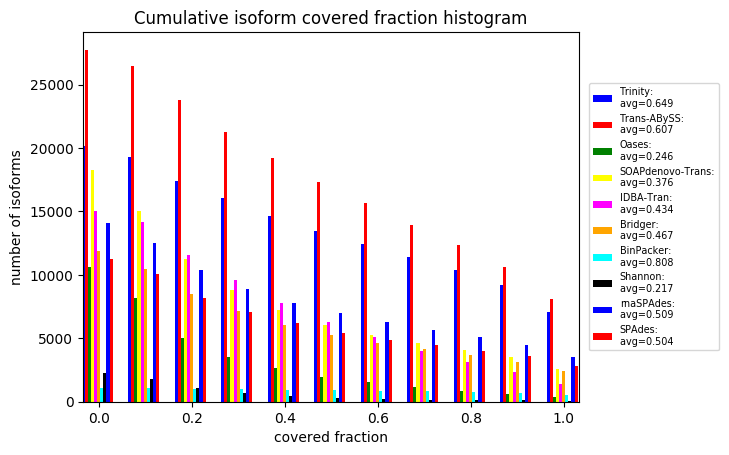 Cumulative isoform covered fraction histogram
number of isoforms
25000
20000
15000
10000
5000
0
0.0 0.2 0.4 0.6 0.8 1.0
covered fraction
Trinity:
avg=0.649
Trans-ABySS:
avg=0.607
Oases:
avg=0.246
SOAPdenovo-Trans:
avg=0.376
IDBA-Tran:
avg=0.434
Bridger:
avg=0.467
BinPacker:
avg=0.808
Shannon:
avg=0.217
rnaSPAdes:
avg=0.509
SPAdes:
avg=0.504